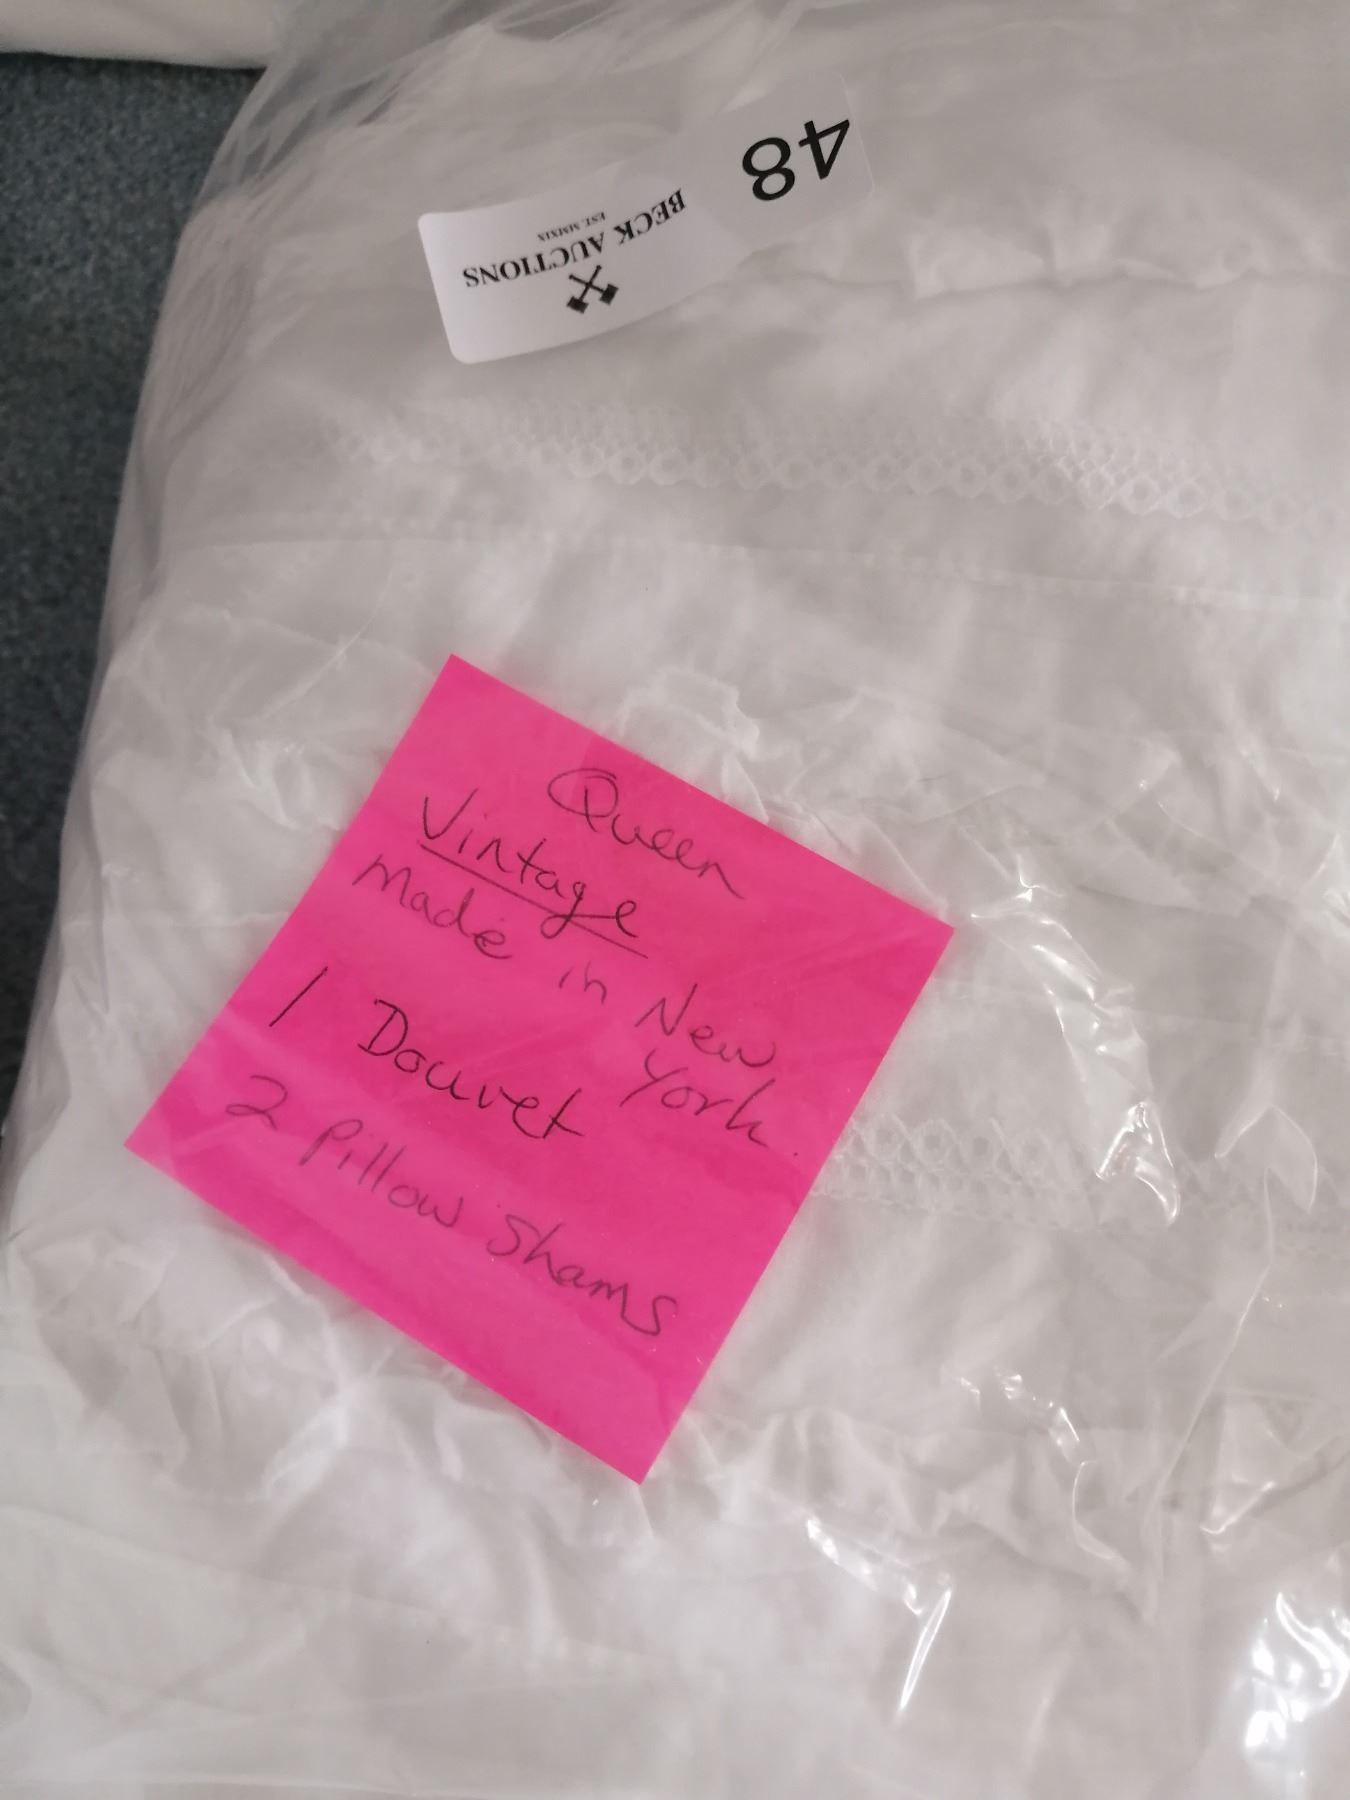 48
BECK AUCTIONS
EST. MMXIX
Queen
Vintage
Made in New
York.
1 Douvet
2 Pillow Shams